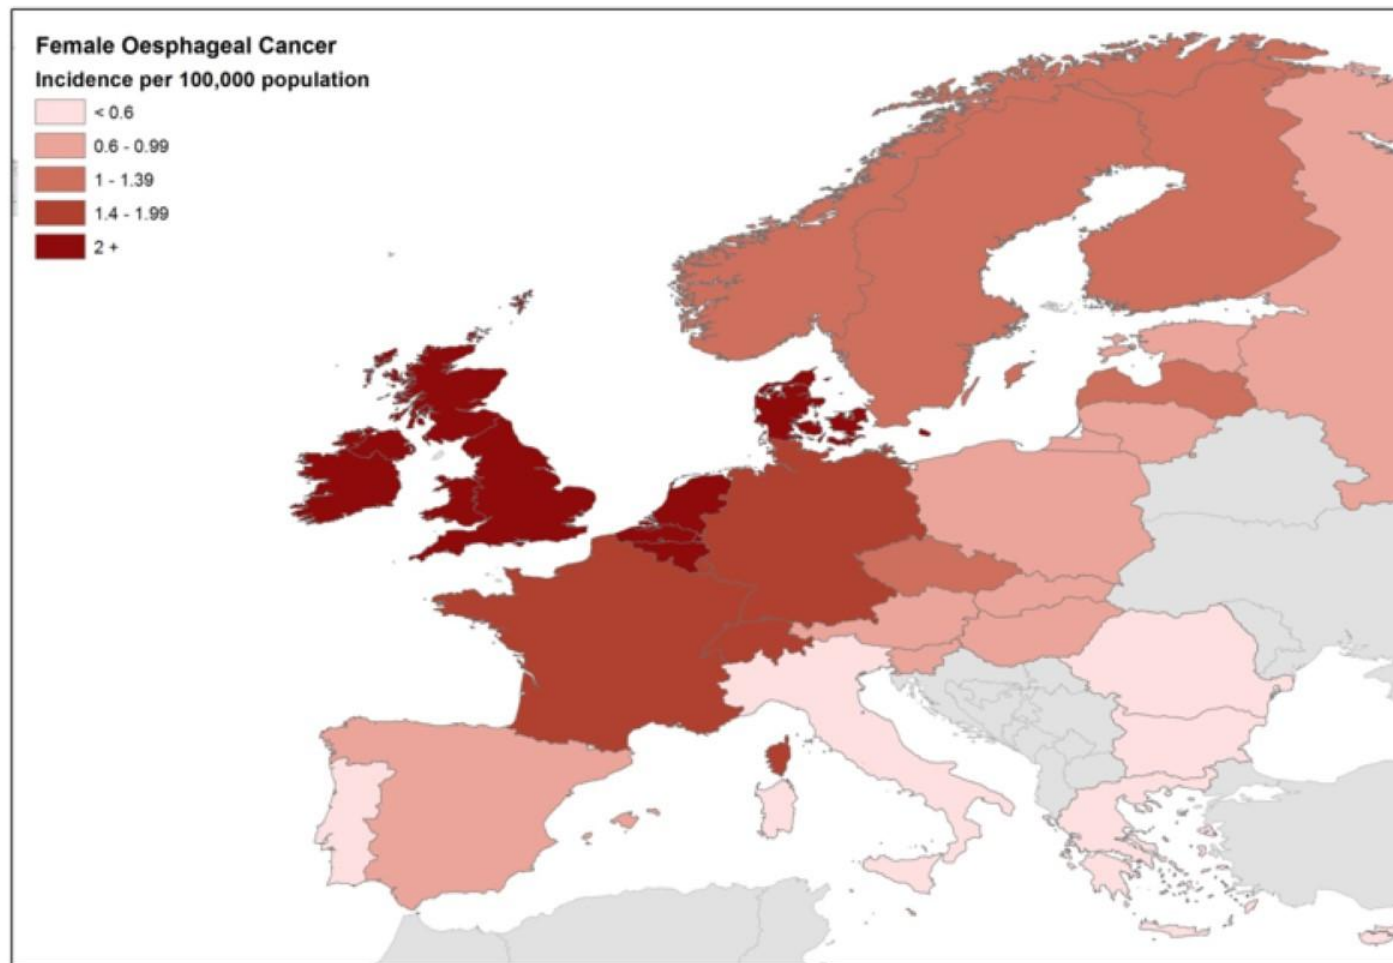 Female Oesphageal Cancer
Incidence per 100,000 population
< 0.6
0.6 - 0.99
1 - 1.39
1.4 - 1.99
2 +